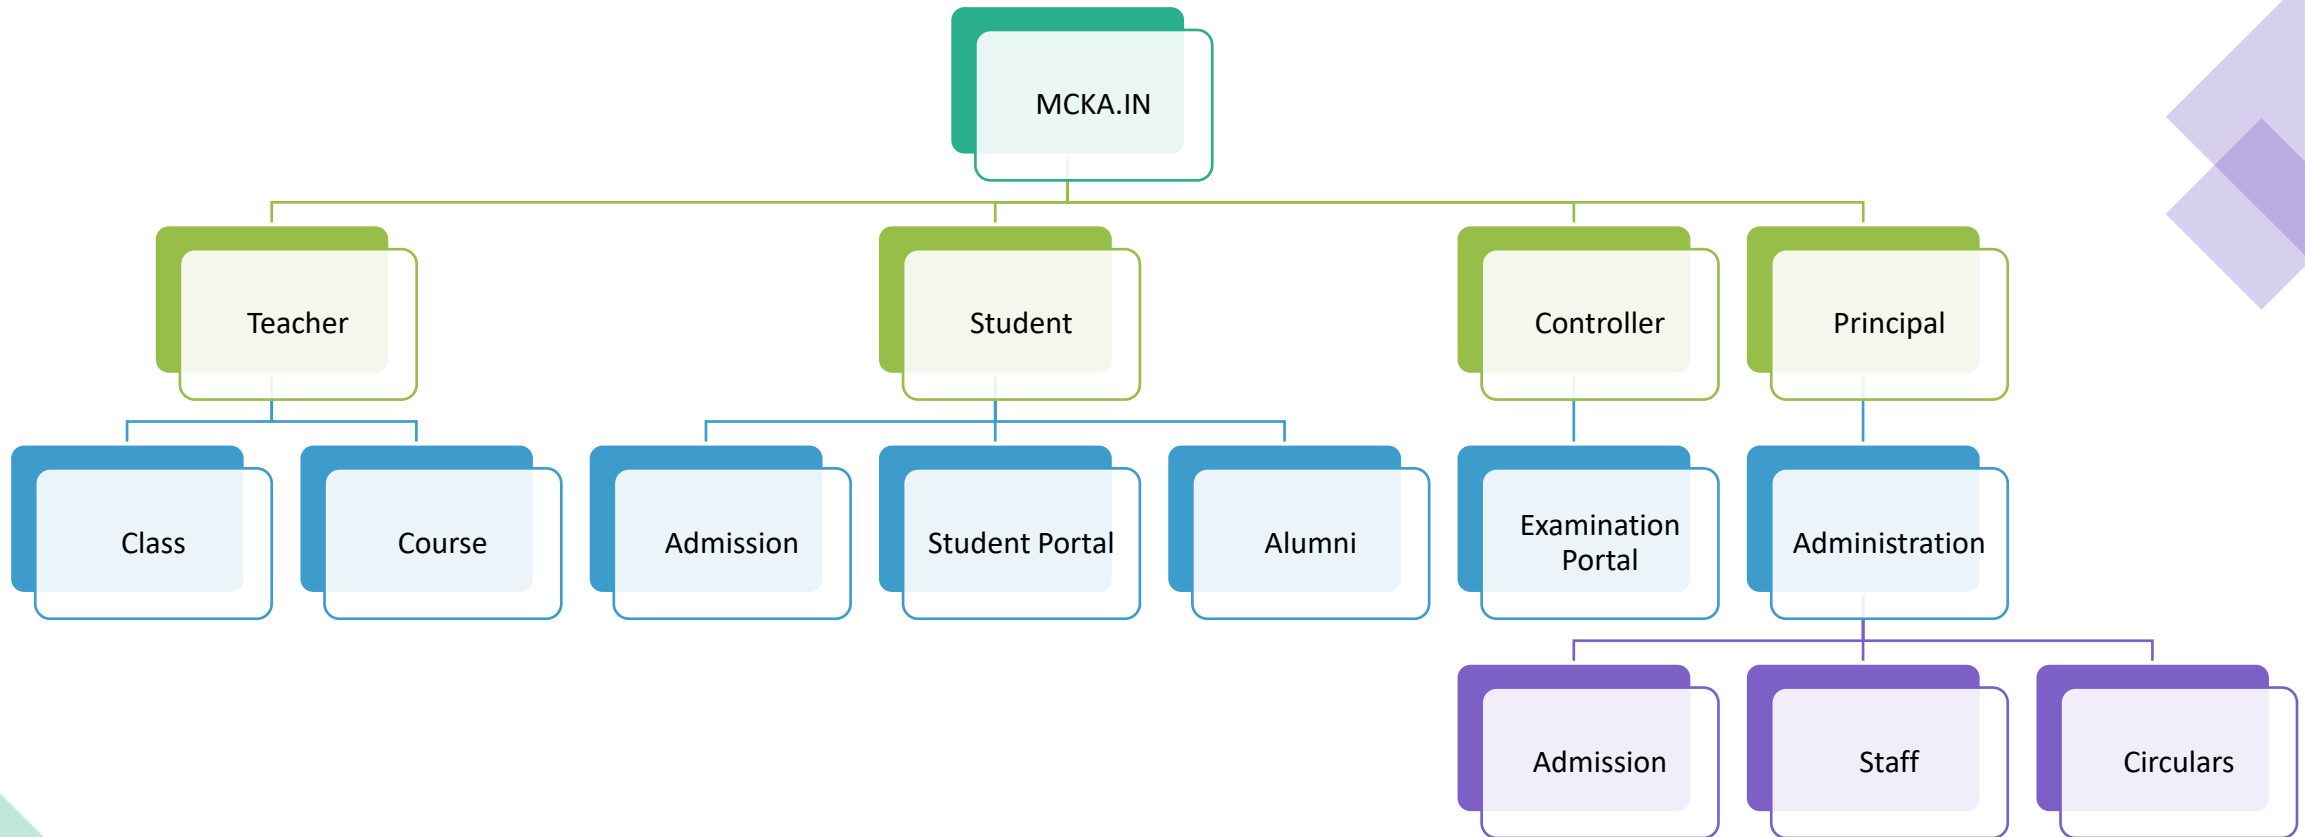 MCKA.IN
Teacher
Student
Controller
Principal
Class
Course
Admission
Student Portal
Alumni
Examination
Portal
Administration
Admission
Staff
Circulars